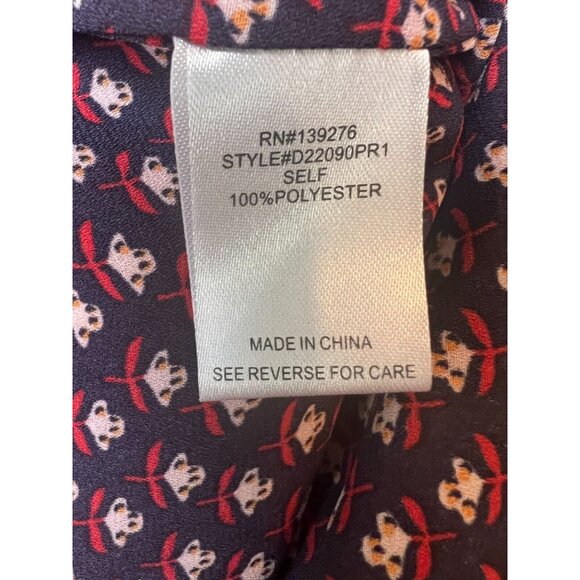 RN#139276
STYLE#D22090PR1
SELF
100%POLYESTER
MADE IN CHINA
SEE REVERSE FOR CARE